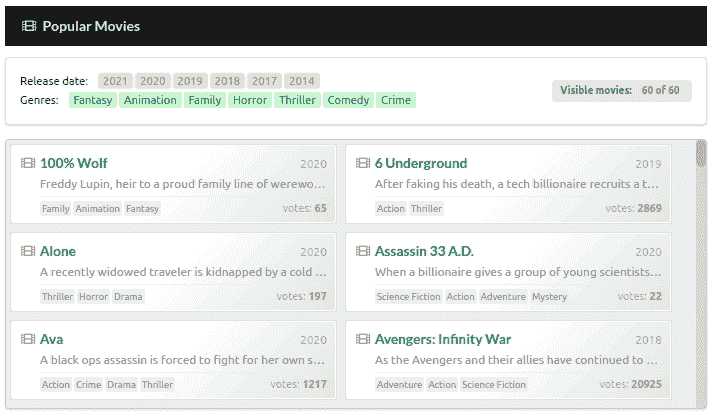 Popular Movies
Release date: 2021 2020 2019 2018 2017 2014
Genres: Fantasy Animation Family Horror Thriller Comedy Crime
Visible movies: 60 of 60
100% Wolf 2020
Freddy Lupin, heir to a proud family line of werewo...
Family Animation Fantasy votes: 65
6 Underground 2019
After faking his death, a tech billionaire recruits a t...
Action Thriller votes: 2869
Alone 2020
A recently widowed traveler is kidnapped by a cold ...
Thriller Horror Drama votes: 197
Assassin 33 A.D. 2020
When a billionaire gives a group of young scientists...
Science Fiction Action Adventure Mystery votes: 22
Ava 2020
A black ops assassin is forced to fight for her own s...
Action Crime Drama Thriller votes: 1217
Avengers: Infinity War 2018
As the Avengers and their allies have continued to ...
Adventure Action Science Fiction votes: 20925